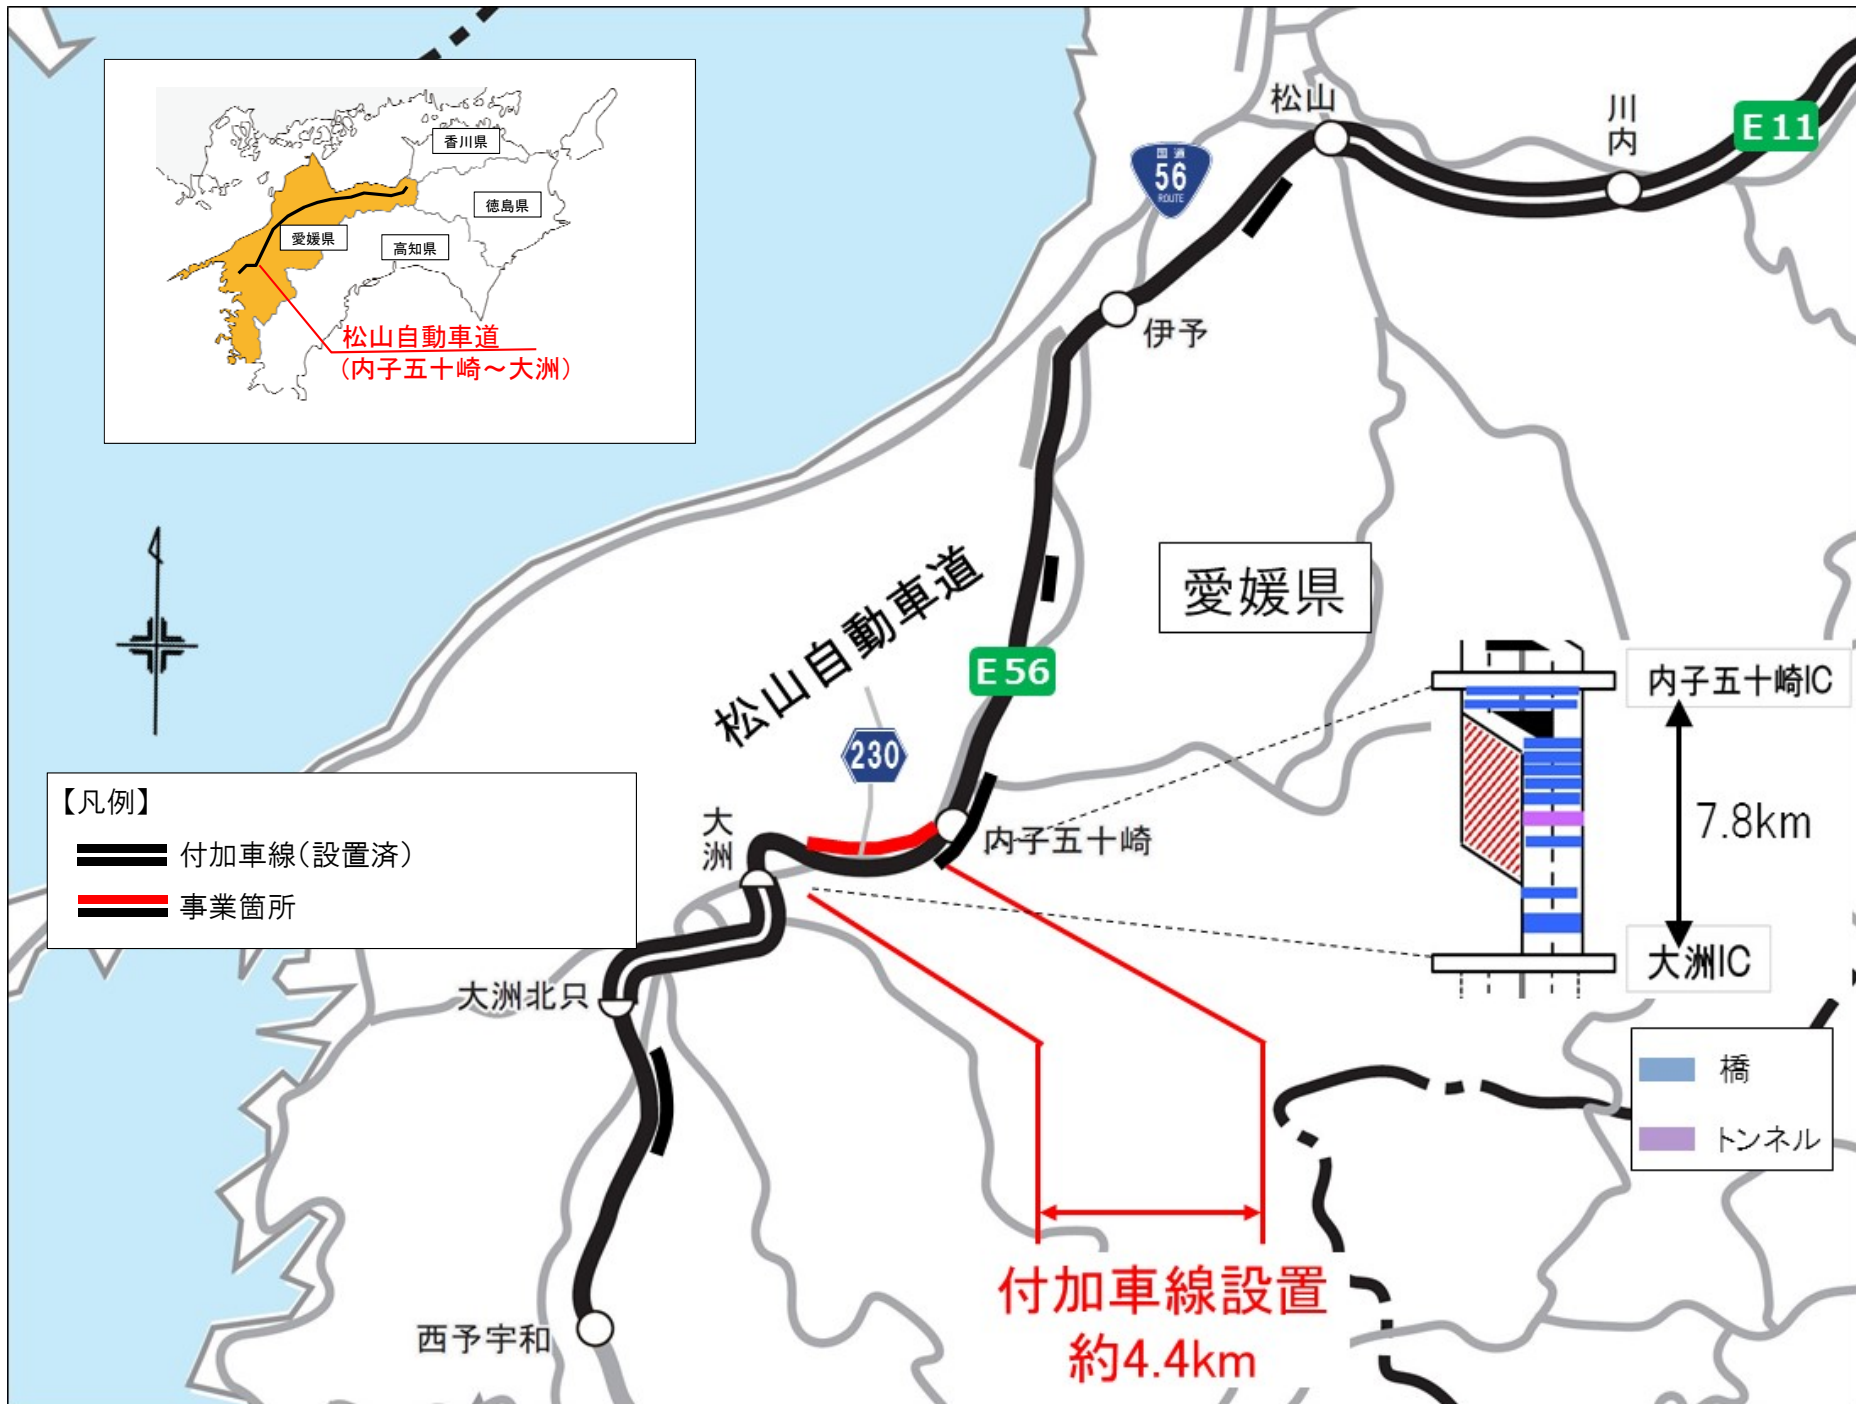 香川県
徳島県
愛媛県
高知県
松山自動車道
(内子五十崎～大洲)
松山
川内
E11
国道
56
ROUTE
伊予
松山自動車道
愛媛県
E56
内子五十崎IC
230
7.8km
【凡例】
付加車線(設置済)
事業箇所
大洲
内子五十崎
大洲IC
大洲北只
橋
トンネル
付加車線設置
約4.4km
西予宇和